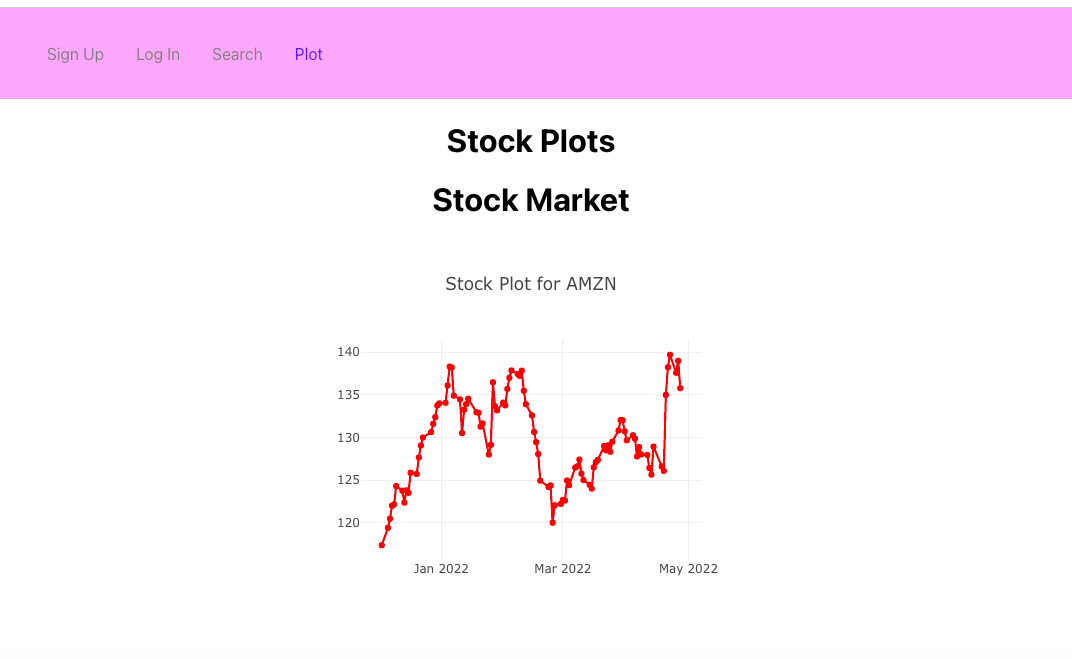 Sign Up Log In Search Plot
Stock Plots
Stock Market
Stock Plot for AMZN
140
135
130
125
120
Jan 2022 Mar 2022 May 2022